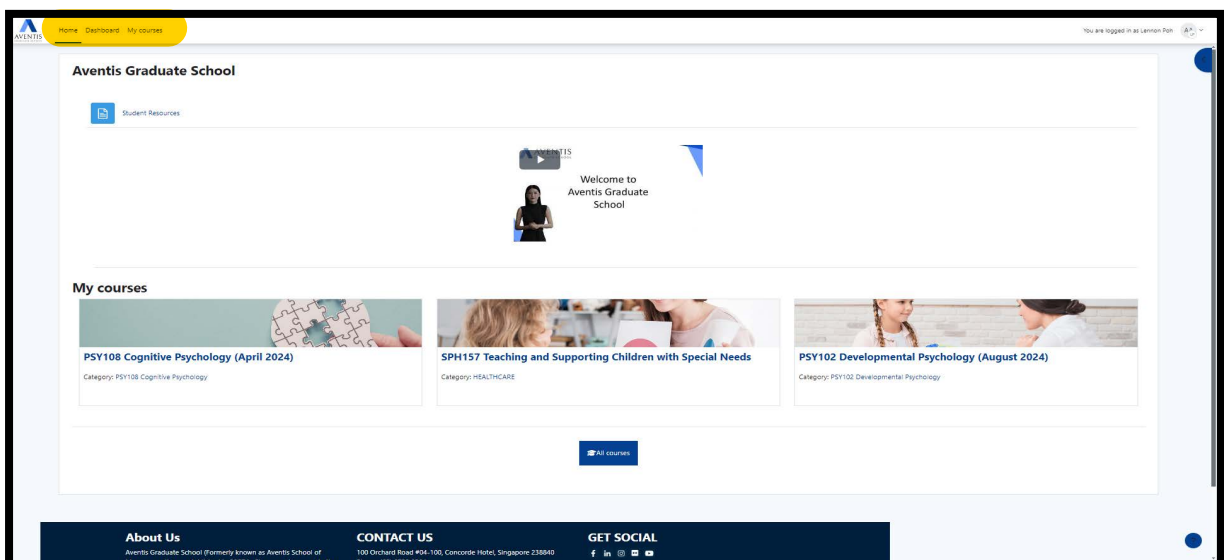 AVENTIS
Home Dashboard My courses
You are logged in as Lennon Poh
Aventis Graduate School
Student Resources
AVENTIS
Welcome to
Aventis Graduate
School
My courses
PSY108 Cognitive Psychology (April 2024)
Category: PSY108 Cognitive Psychology
SPH157 Teaching and Supporting Children with Special Needs
Category: HEALTHCARE
PSY102 Developmental Psychology (August 2024)
Category: PSY102 Developmental Psychology
All courses
About Us
Aventis Graduate School (Formerly known as Aventis School of
CONTACT US
100 Orchard Road #04-100, Concorde Hotel, Singapore 238840
GET SOCIAL